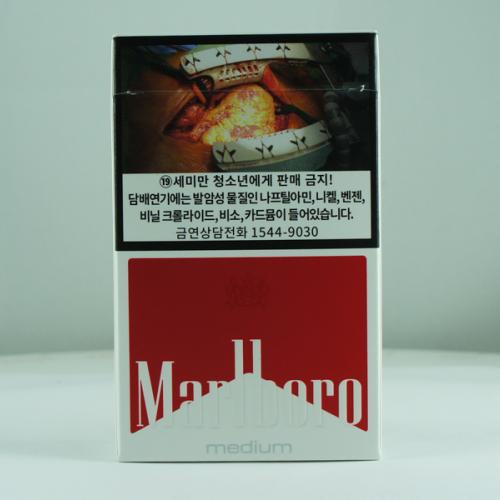 ⑲세미만 청소년에게 판매 금지!
담배연기에는 발암성 물질인 나프틸아민, 니켈, 벤젠,
비닐 크롤라이드, 비소, 카드뮴이 들어있습니다.
금연상담전화 1544-9030
Marlboro
medium